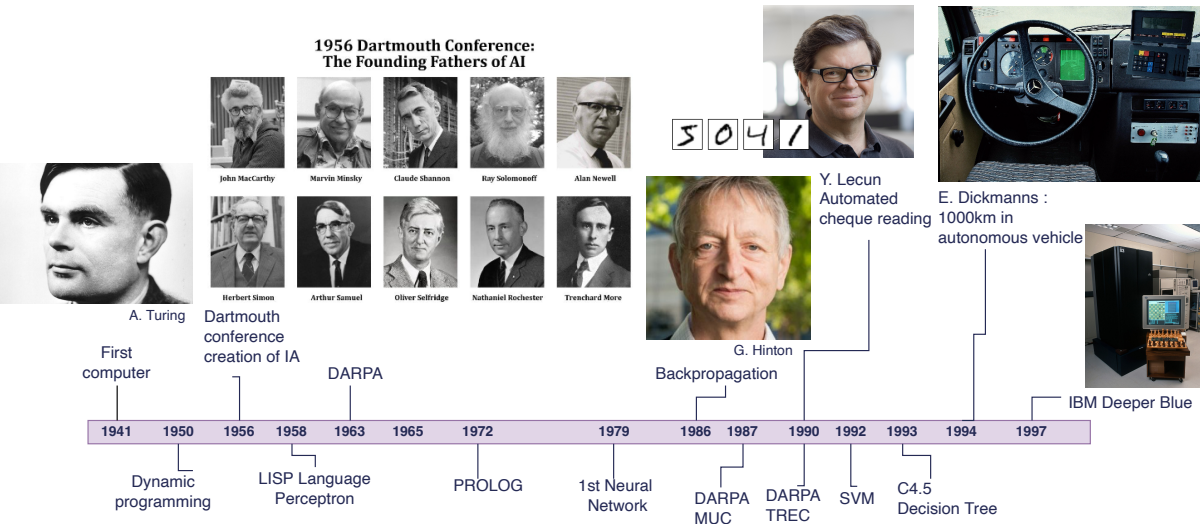 1956 Dartmouth Conference:
The Founding Fathers of AI
John MacCarthy
Marvin Minsky
Claude Shannon
Ray Solomonoff
Alan Newell
Herbert Simon
Arthur Samuel
Oliver Selfridge
Nathaniel Rochester
Trenchard More
5 0 4 1
Y. Lecun
Automated
cheque reading
E. Dickmanns :
1000km in
autonomous vehicle
A. Turing
Dartmouth
conference
creation of IA
G. Hinton
First
computer
DARPA
Backpropagation
IBM Deeper Blue
1941
1950
1956
1958
1963
1965
1972
1979
1986
1987
1990
1992
1993
1994
1997
Dynamic
programming
LISP Language
Perceptron
PROLOG
1st Neural
Network
DARPA
MUC
DARPA
TREC
SVM
C4.5
Decision Tree